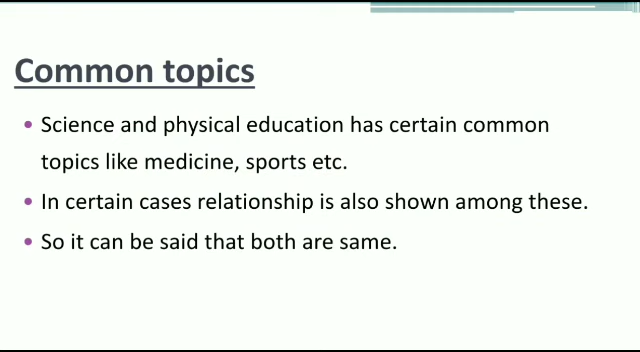 Common topics
• Science and physical education has certain common
topics like medicine, sports etc.
• In certain cases relationship is also shown among these.
• So it can be said that both are same.